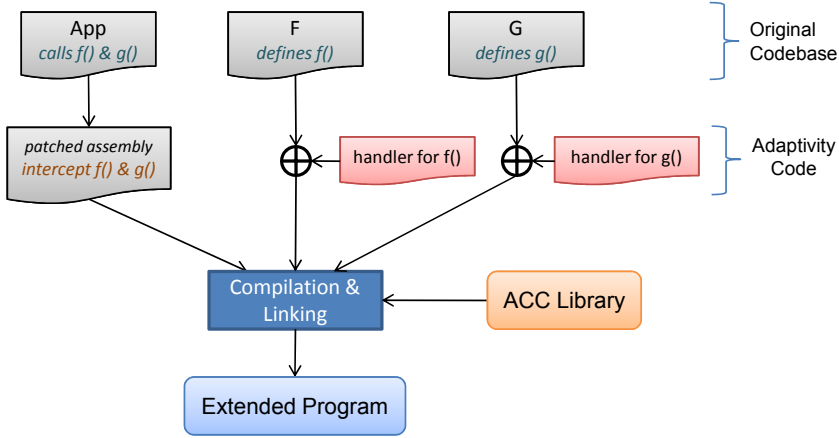 App
calls f() & g()
F
defines f()
G
defines g()
Original
Codebase
patched assembly
intercept f() & g()
handler for f()
handler for g()
Adaptivity
Code
Compilation &
Linking
ACC Library
Extended Program